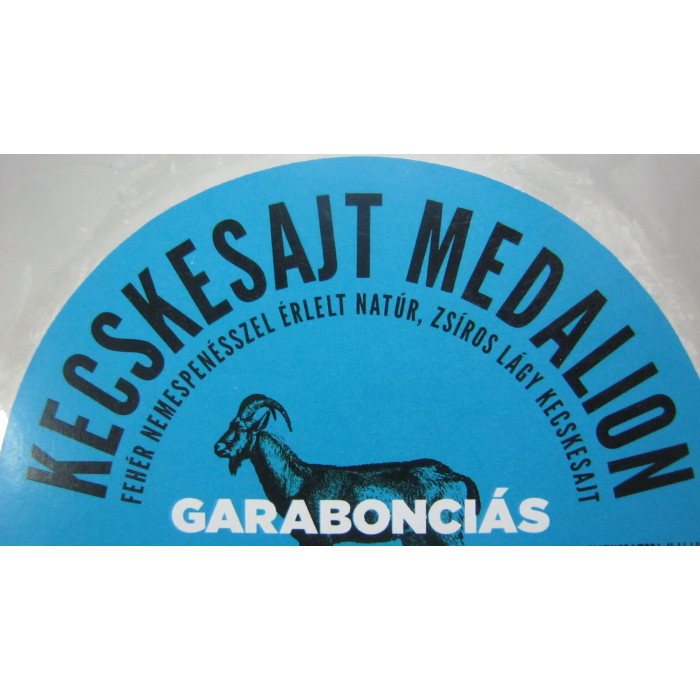 KECSKESAJT MEDALION
FEHÉR NEMESPENÉSSZEL ÉRLELT NATÚR, ZSÍROS LÁGY KECSKESAJT
GARABONCIÁS